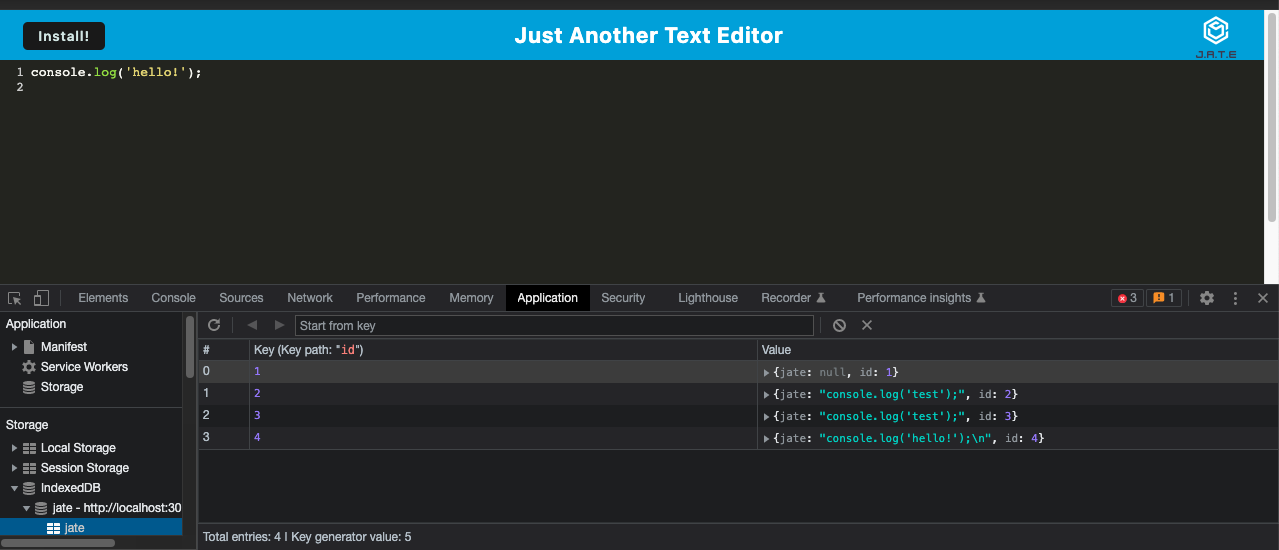 Install!
Just Another Text Editor
J.A.T.E
1 console.log('hello!');
2
Elements Console Sources Network Performance Memory Application Security Lighthouse Recorder Performance insights 3 1
Application
Manifest
Service Workers
Storage
Storage
Local Storage
Session Storage
IndexedDB
jate - http://localhost:30
jate
Start from key
# Key (Key path: "id") Value
0 1 {jate: null, id: 1}
1 2 {jate: "console.log('test');", id: 2}
2 3 {jate: "console.log('test');", id: 3}
3 4 {jate: "console.log('hello!');\n", id: 4}
Total entries: 4 | Key generator value: 5